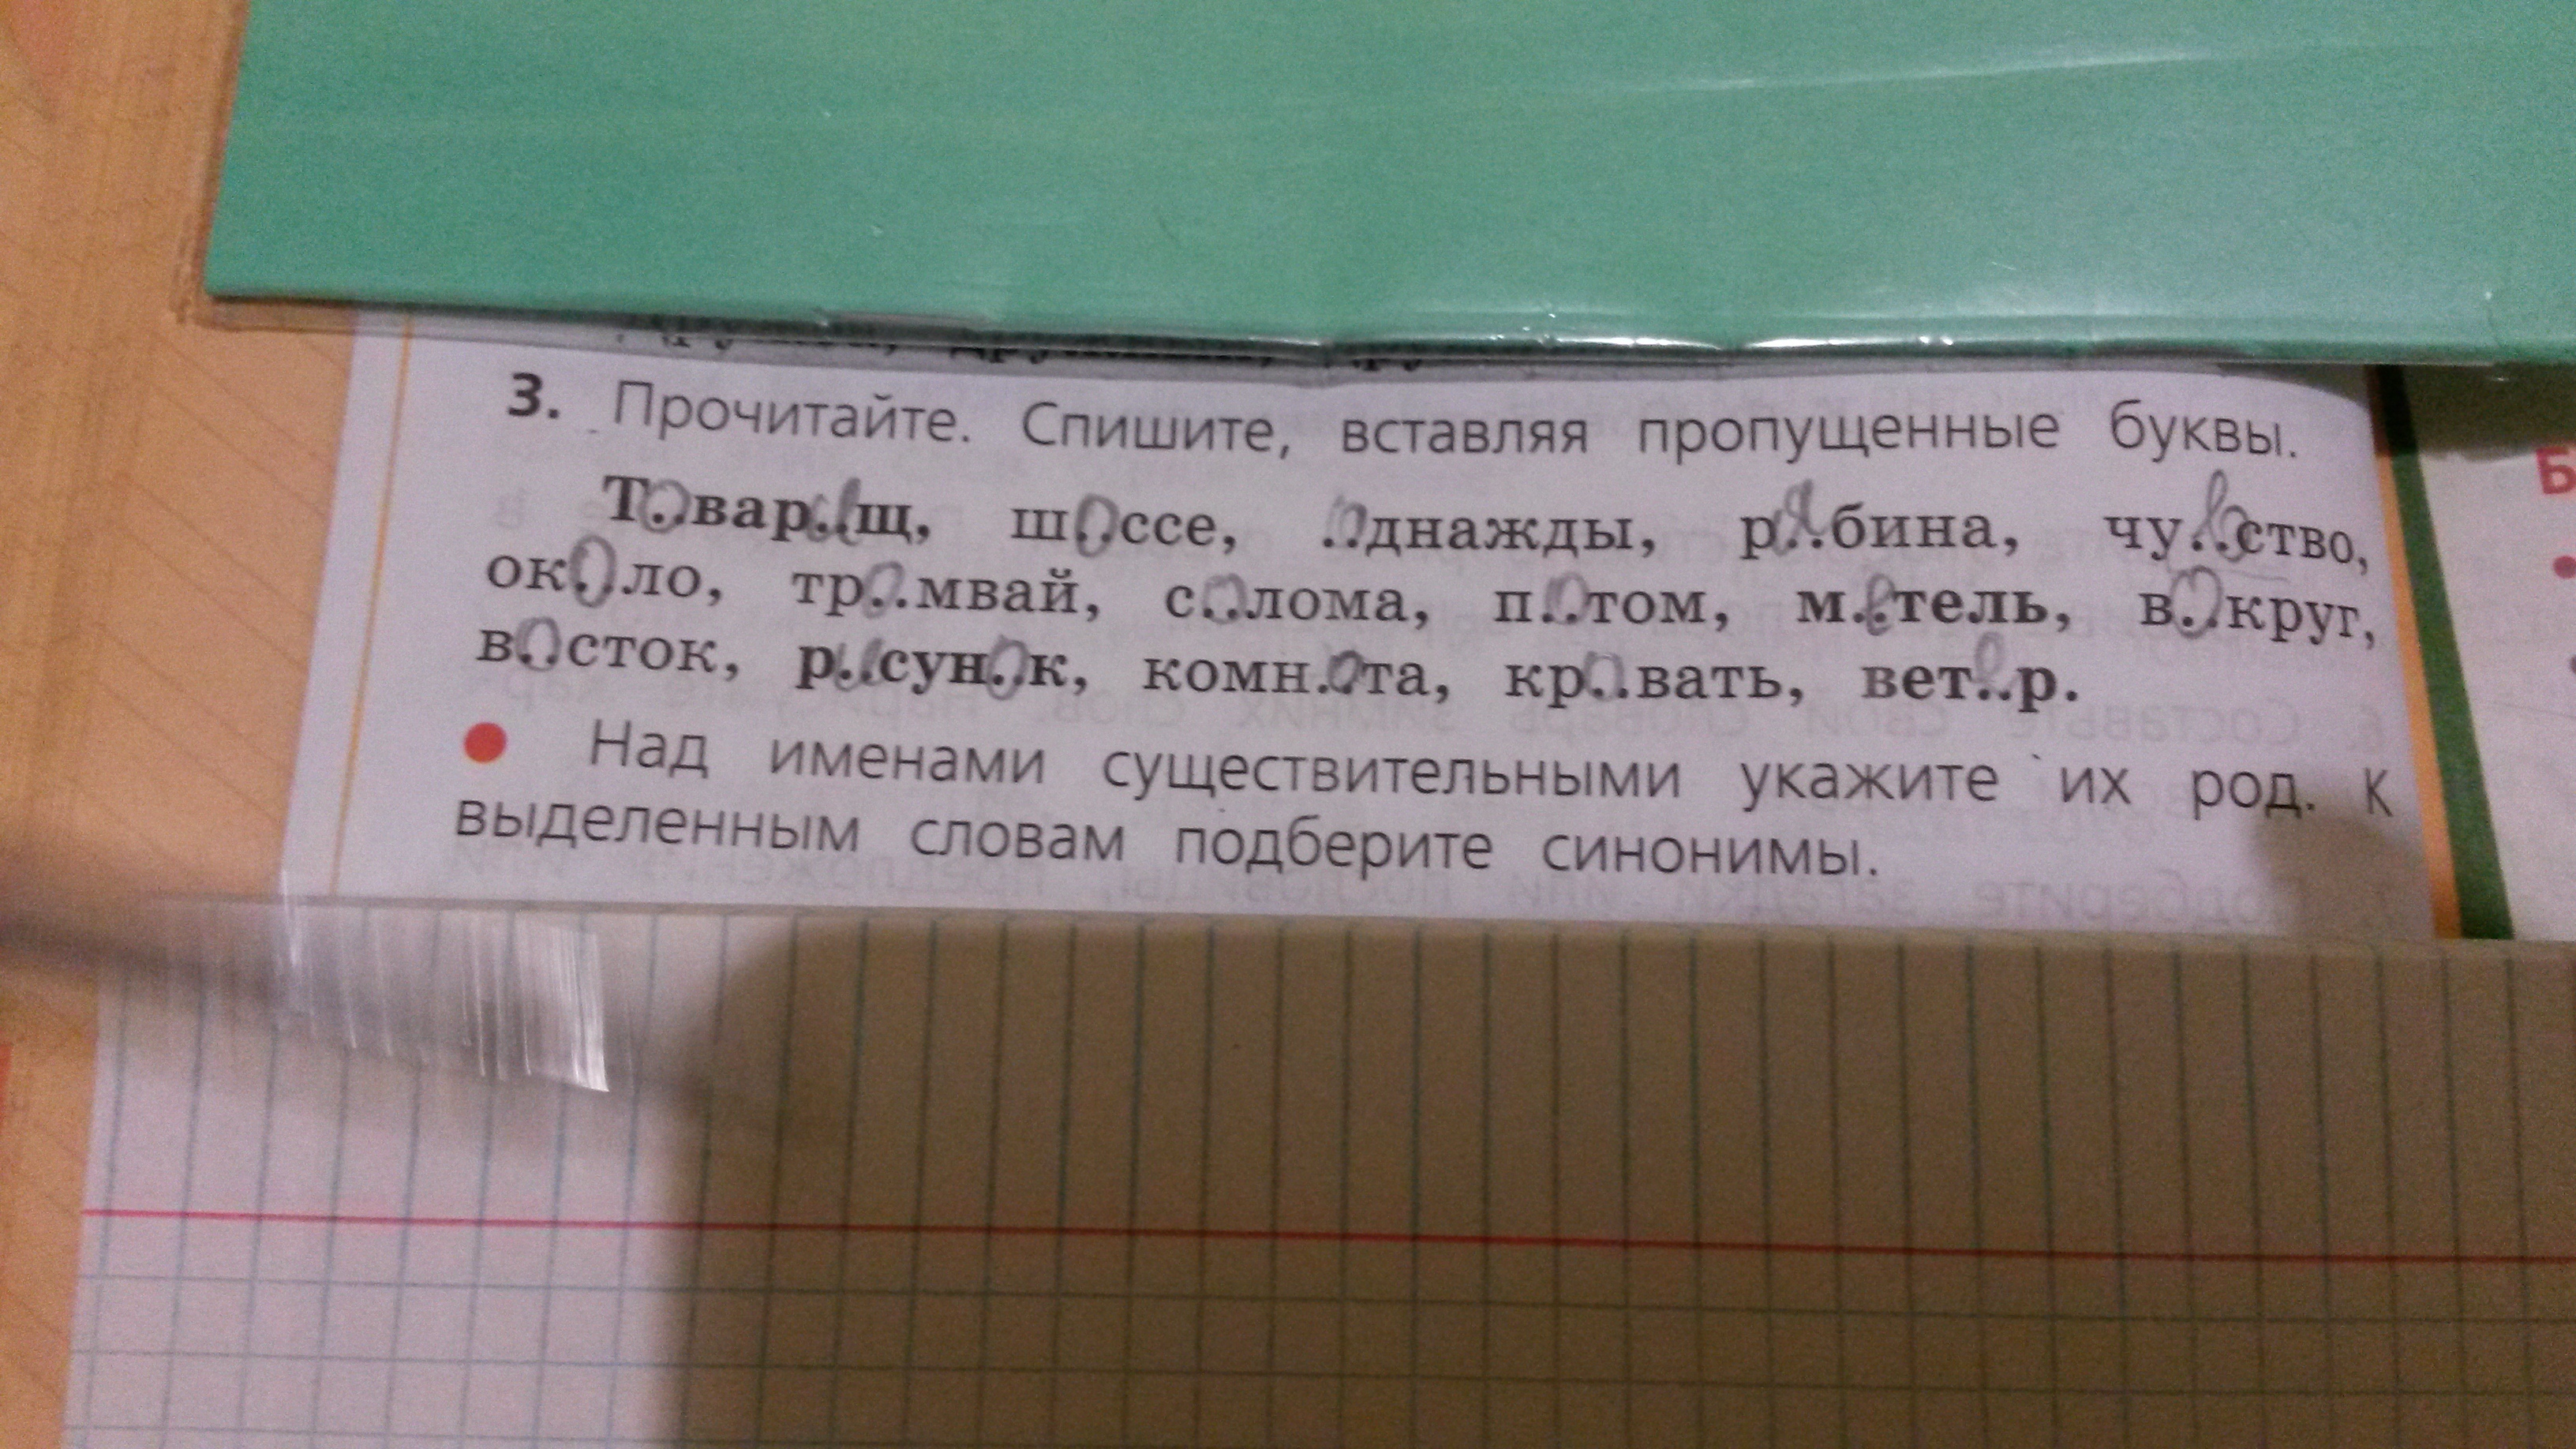 3. Прочитайте. Спишите, вставляя пропущенные буквы.
Т..вар..щ, ш..ссе, ..днажды, р..бина, чу..ство,
ок..ло, тр..мвай, с..лома, п..том, м..тель, в..круг,
в..сток, р..сун..к, комн..та, кр..вать, вет..р.
● Над именами существительными укажите их род. К
выделенным словам подберите синонимы.
Б